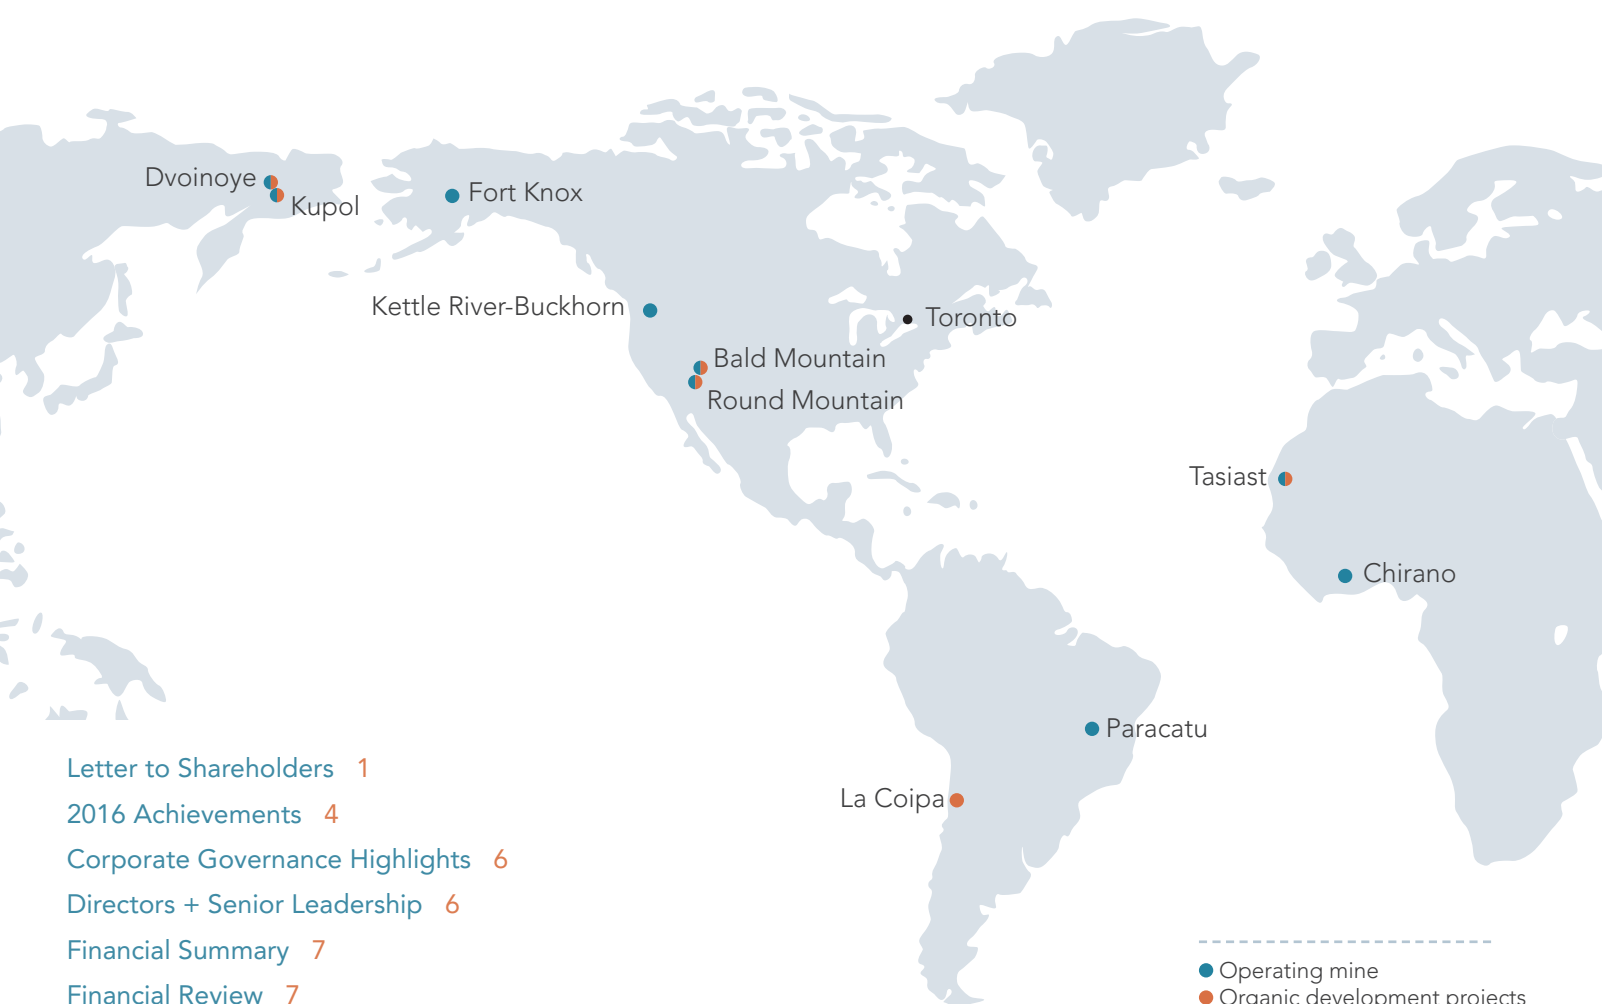 Dvoinoye
Kupol
Fort Knox
Kettle River-Buckhorn
Toronto
Bald Mountain
Round Mountain
Tasiast
Chirano
Paracatu
La Coipa
Letter to Shareholders 1
2016 Achievements 4
Corporate Governance Highlights 6
Directors + Senior Leadership 6
Financial Summary 7
Financial Review 7
Operating mine
Organic development projects